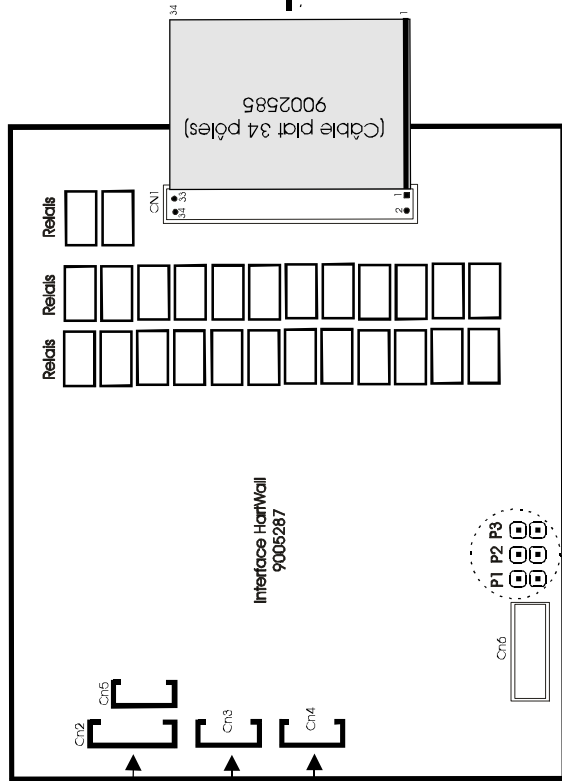 34
1
(Câble plat 34 pôles)
9002585
CN1
34
33
2
1
Relais
Relais
Relais
Interface HartWall
9005287
P1 P2 P3
Cn6
Cn5
Cn2
Cn3
Cn4